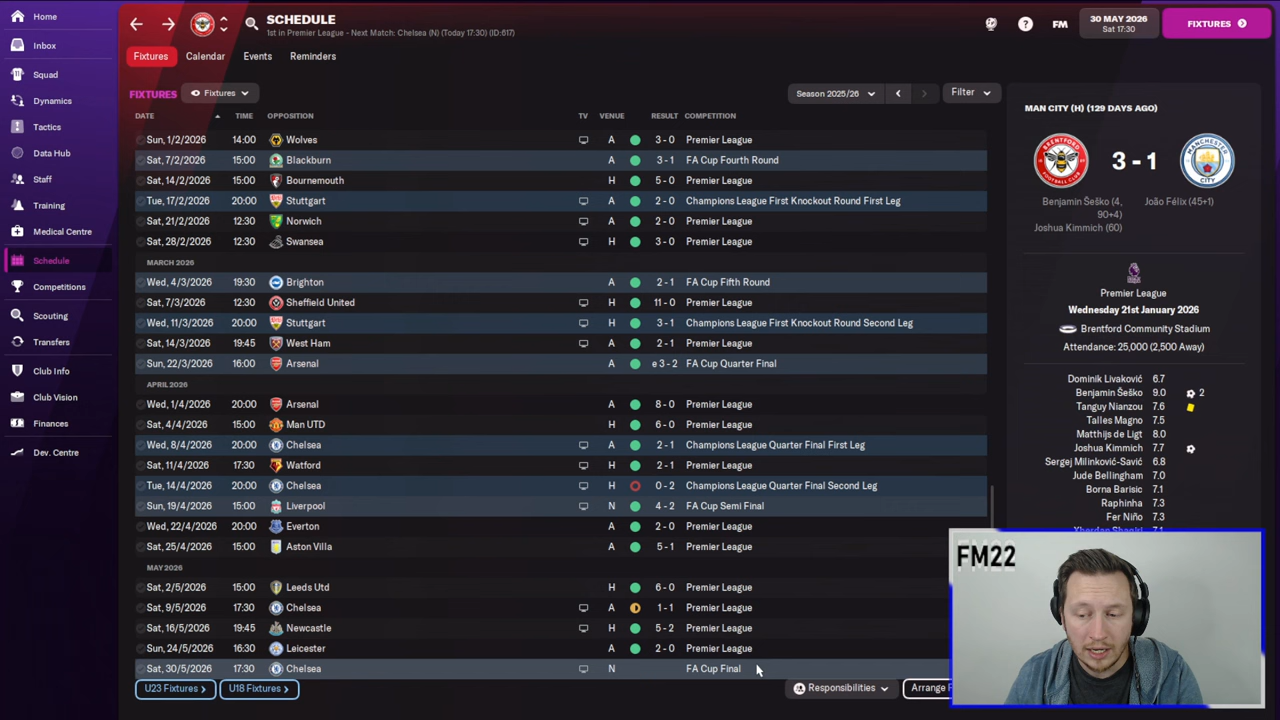 Home
Inbox
Squad
Dynamics
Tactics
Data Hub
Staff
Training
Medical Centre
Schedule
Competitions
Scouting
Transfers
Club Info
Club Vision
Finances
Dev. Centre
SCHEDULE
1st in Premier League - Next Match: Chelsea (N) (Today 17:30) (ID:617)
FM
30 MAY 2026
Sat 17:30
FIXTURES
Fixtures Calendar Events Reminders
FIXTURES Fixtures Season 2025/26 Filter
DATE TIME OPPOSITION TV VENUE RESULT COMPETITION
Sun, 1/2/2026 14:00 Wolves A 3 - 0 Premier League
Sat, 7/2/2026 15:00 Blackburn A 3 - 1 FA Cup Fourth Round
Sat, 14/2/2026 15:00 Bournemouth H 5 - 0 Premier League
Tue, 17/2/2026 20:00 Stuttgart A 2 - 0 Champions League First Knockout Round First Leg
Sat, 21/2/2026 12:30 Norwich A 2 - 0 Premier League
Sat, 28/2/2026 12:30 Swansea H 3 - 0 Premier League
MARCH 2026
Wed, 4/3/2026 19:30 Brighton A 2 - 1 FA Cup Fifth Round
Sat, 7/3/2026 12:30 Sheffield United H 11 - 0 Premier League
Wed, 11/3/2026 20:00 Stuttgart H 3 - 1 Champions League First Knockout Round Second Leg
Sat, 14/3/2026 19:45 West Ham A 2 - 1 Premier League
Sun, 22/3/2026 16:00 Arsenal A e 3 - 2 FA Cup Quarter Final
APRIL 2026
Wed, 1/4/2026 20:00 Arsenal A 8 - 0 Premier League
Sat, 4/4/2026 15:00 Man UTD H 6 - 0 Premier League
Wed, 8/4/2026 20:00 Chelsea A 2 - 1 Champions League Quarter Final First Leg
Sat, 11/4/2026 17:30 Watford H 2 - 1 Premier League
Tue, 14/4/2026 20:00 Chelsea H 0 - 2 Champions League Quarter Final Second Leg
Sun, 19/4/2026 15:00 Liverpool N 4 - 2 FA Cup Semi Final
Wed, 22/4/2026 20:00 Everton A 2 - 0 Premier League
Sat, 25/4/2026 15:00 Aston Villa A 5 - 1 Premier League
MAY 2026
Sat, 2/5/2026 15:00 Leeds Utd H 6 - 0 Premier League
Sat, 9/5/2026 17:30 Chelsea A 1 - 1 Premier League
Sat, 16/5/2026 19:45 Newcastle H 5 - 2 Premier League
Sun, 24/5/2026 16:30 Leicester A 2 - 0 Premier League
Sat, 30/5/2026 17:30 Chelsea N FA Cup Final
U23 Fixtures U18 Fixtures Responsibilities Arrange
MAN CITY (H) (129 DAYS AGO)
3 - 1
Benjamin Šeško (4,
90+4)
Joshua Kimmich (60)
João Félix (45+1)
Premier League
Wednesday 21st January 2026
Brentford Community Stadium
Attendance: 25,000 (2,500 Away)
Dominik Livaković 6.7
Benjamin Šeško 9.0 2
Tanguy Nianzou 7.6
Talles Magno 7.5
Matthijs de Ligt 8.0
Joshua Kimmich 7.7
Sergej Milinković-Savić 6.8
Jude Bellingham 7.0
Borna Barisic 7.1
Raphinha 7.3
Fer Niño 7.3
Xherdan Shaqiri 7.1
FM22